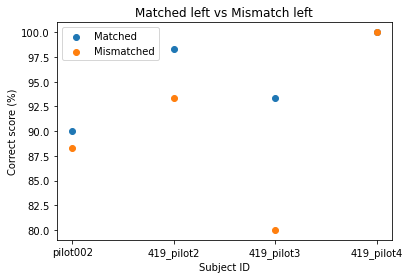 Matched left vs Mismatch left
Matched
Mismatched
Correct score (%)
100.0
97.5
95.0
92.5
90.0
87.5
85.0
82.5
80.0
pilot002 419_pilot2 419_pilot3 419_pilot4
Subject ID